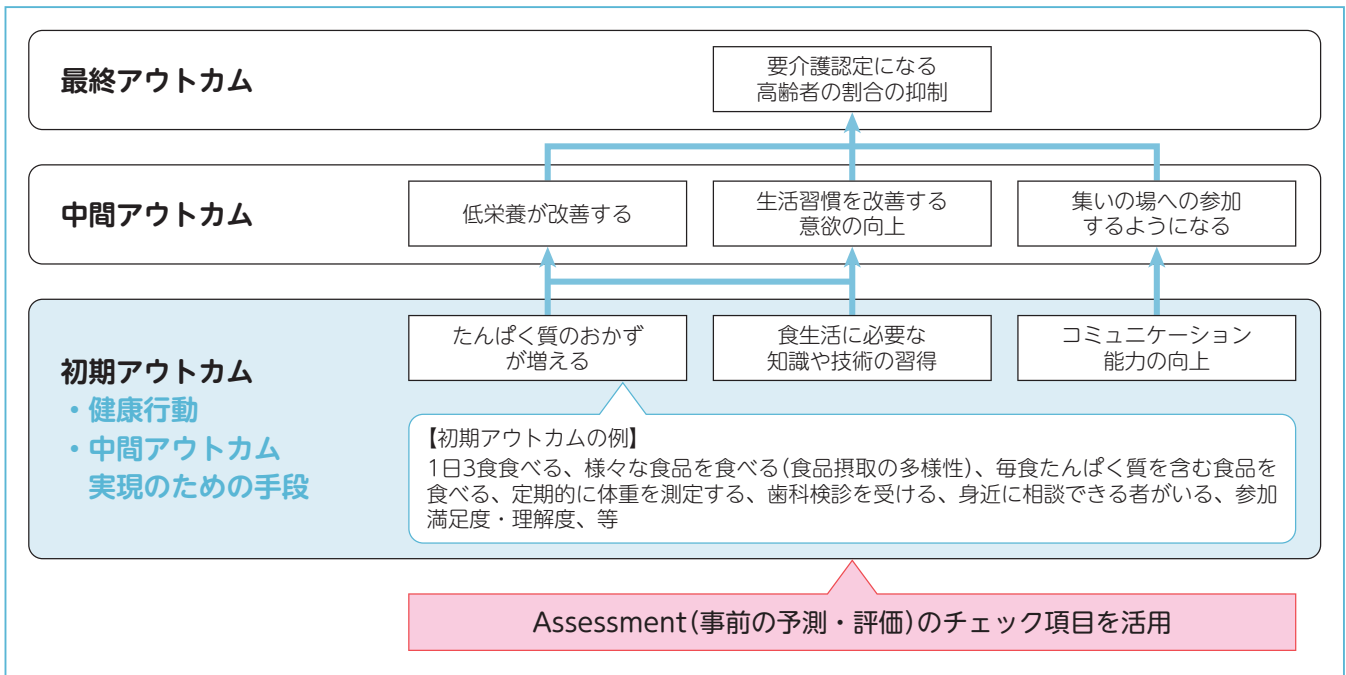 最終アウトカム
要介護認定になる
高齢者の割合の抑制
中間アウトカム
低栄養が改善する
生活習慣を改善する
意欲の向上
集いの場への参加
するようになる
初期アウトカム
・健康行動
・中間アウトカム
実現のための手段
たんぱく質のおかず
が増える
食生活に必要な
知識や技術の習得
コミュニケーション
能力の向上
【初期アウトカムの例】
1日3食食べる、様々な食品を食べる(食品摂取の多様性)、毎食たんぱく質を含む食品を
食べる、定期的に体重を測定する、歯科検診を受ける、身近に相談できる者がいる、参加
満足度・理解度、等
Assessment(事前の予測・評価)のチェック項目を活用